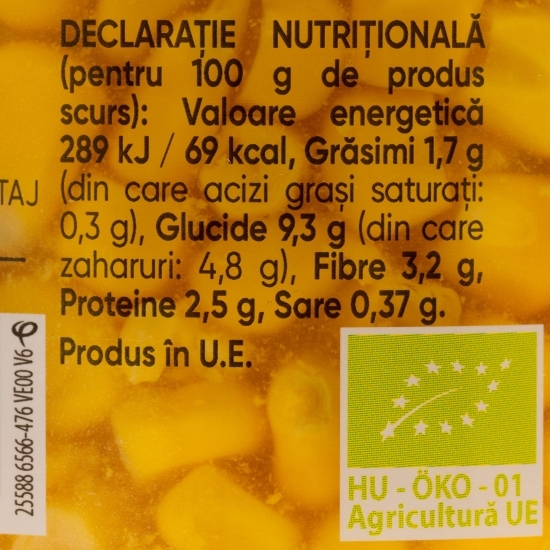 DECLARAȚIE NUTRIȚIONALĂ
(pentru 100 g de produs
scurs): Valoare energetică
289 kJ / 69 kcal, Grăsimi 1,7 g
TAJ
(din care acizi grași saturați:
0,3 g), Glucide 9,3 g (din care
zaharuri: 4,8 g), Fibre 3,2 g,
Proteine 2,5 g, Sare 0,37 g.
Produs în U.E.
25588 6566-476 VE00 V6
HU - ÖKO - 01
Agricultură UE